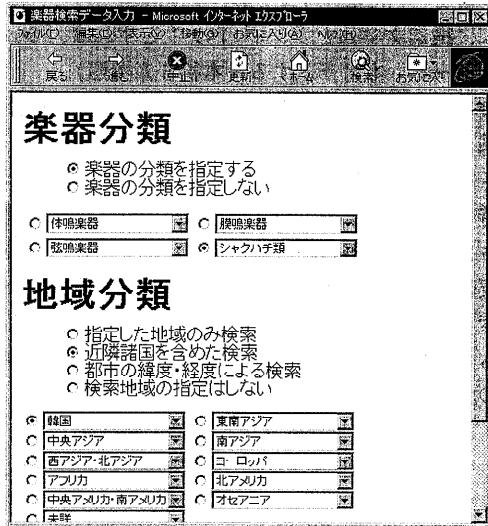 楽器検索データ入力 - Microsoft インターネット エクスプローラ
ファイル(F) 編集(E) 表示(V) 移動(G) お気に入り(A) ヘルプ(H)
戻る 進む 中止 更新 ホーム 検索 お気に入り
楽器分類
楽器の分類を指定する
楽器の分類を指定しない
体鳴楽器 膜鳴楽器
弦鳴楽器 シャクハチ類
地域分類
指定した地域のみ検索
近隣諸国を含めた検索
都市の緯度・経度による検索
検索地域の指定はしない
韓国 東南アジア
中央アジア 南アジア
西アジア・北アジア ヨーロッパ
アフリカ 北アメリカ
中央アメリカ・南アメリカ オセアニア
未詳